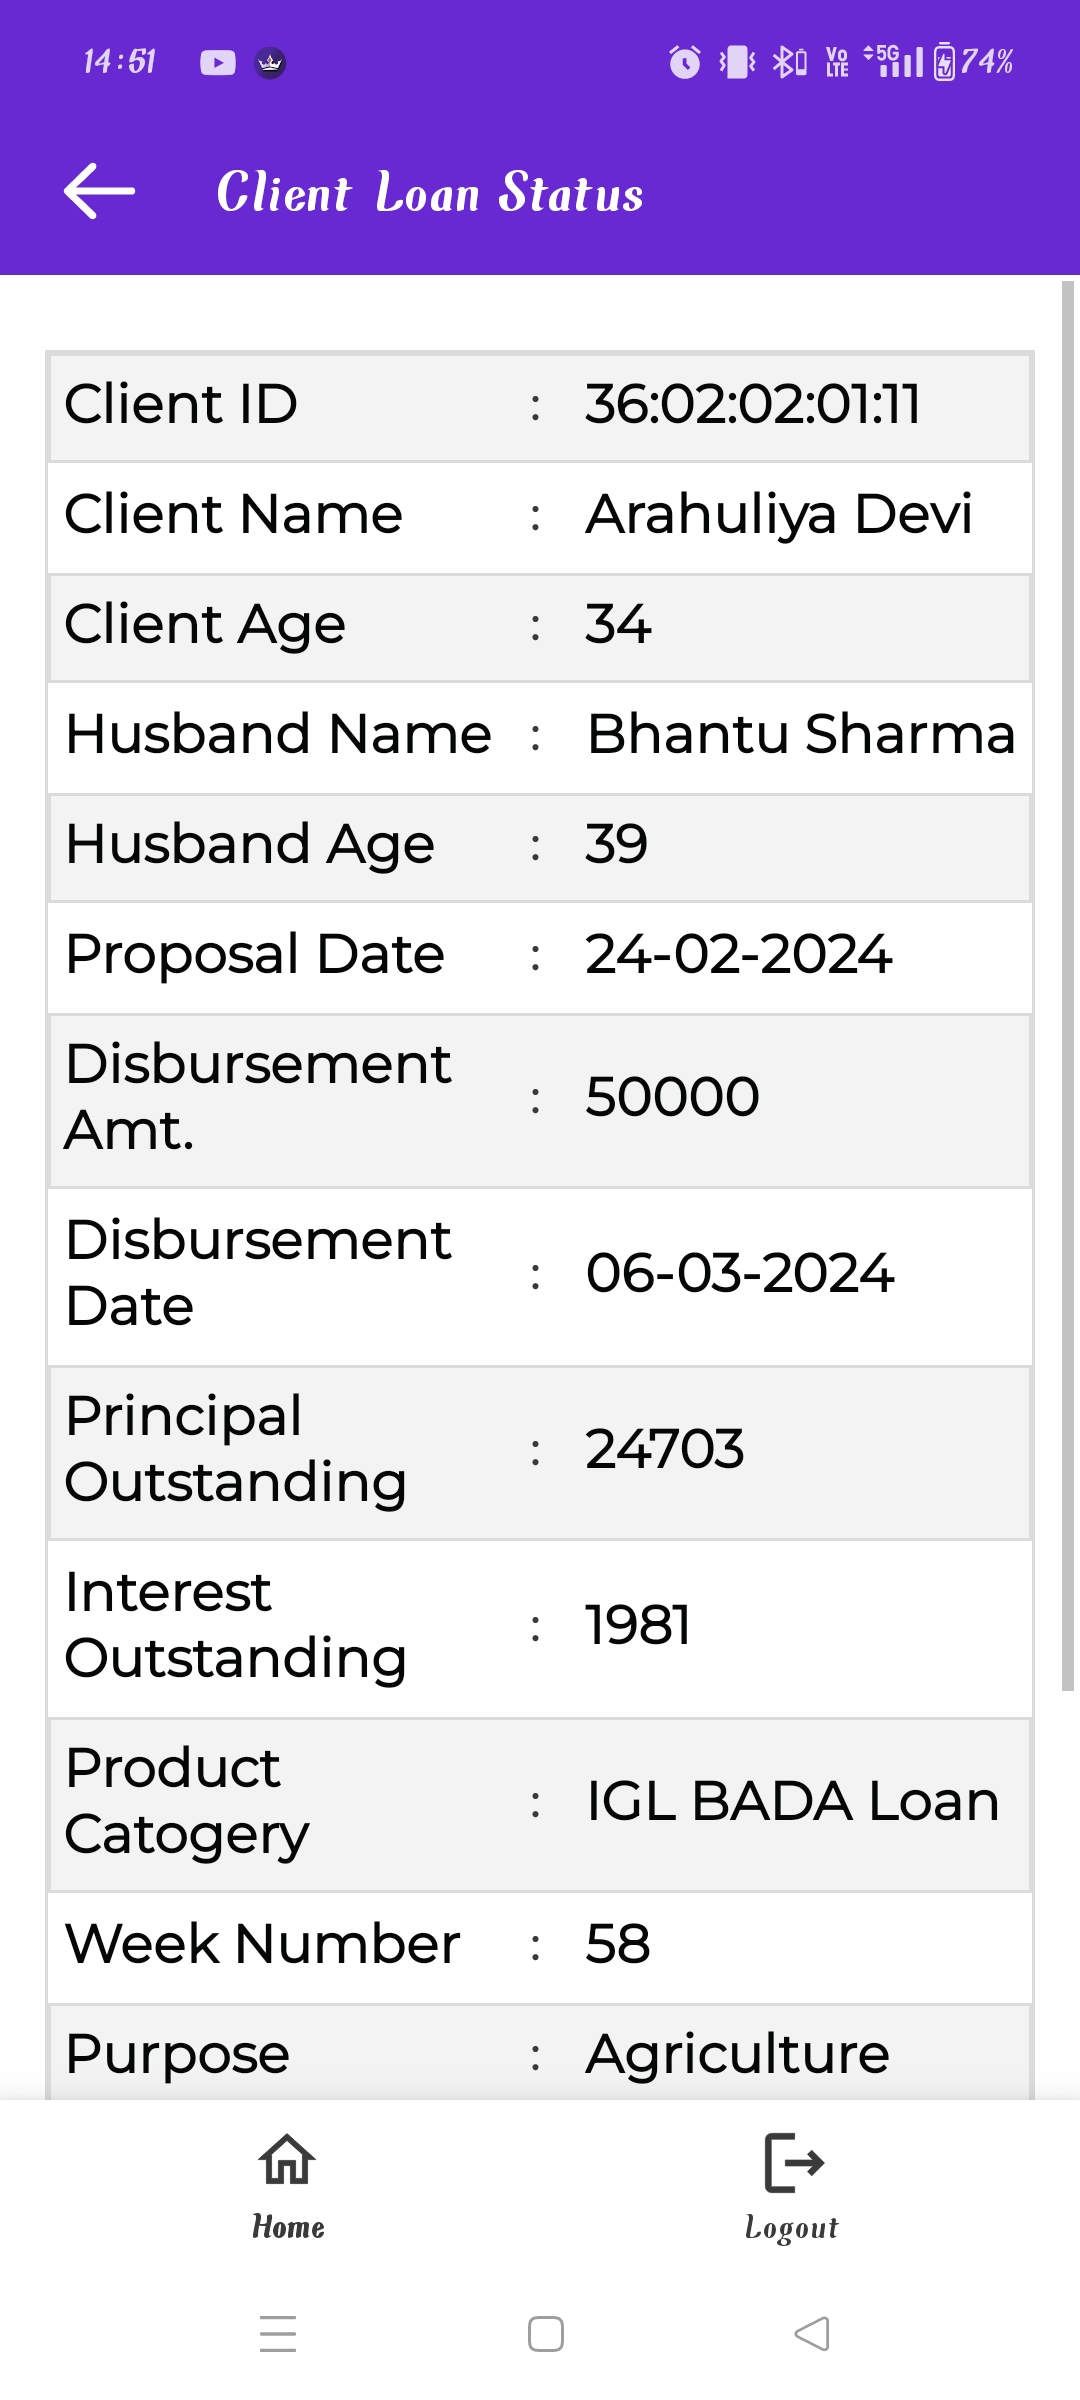 14:51 Vo LTE 5G 74%
Client Loan Status
Client ID : 36:02:02:01:11
Client Name : Arahuliya Devi
Client Age : 34
Husband Name : Bhantu Sharma
Husband Age : 39
Proposal Date : 24-02-2024
Disbursement
Amt. : 50000
Disbursement
Date : 06-03-2024
Principal
Outstanding : 24703
Interest
Outstanding : 1981
Product
Catogery : IGL BADA Loan
Week Number : 58
Purpose : Agriculture
Home Logout